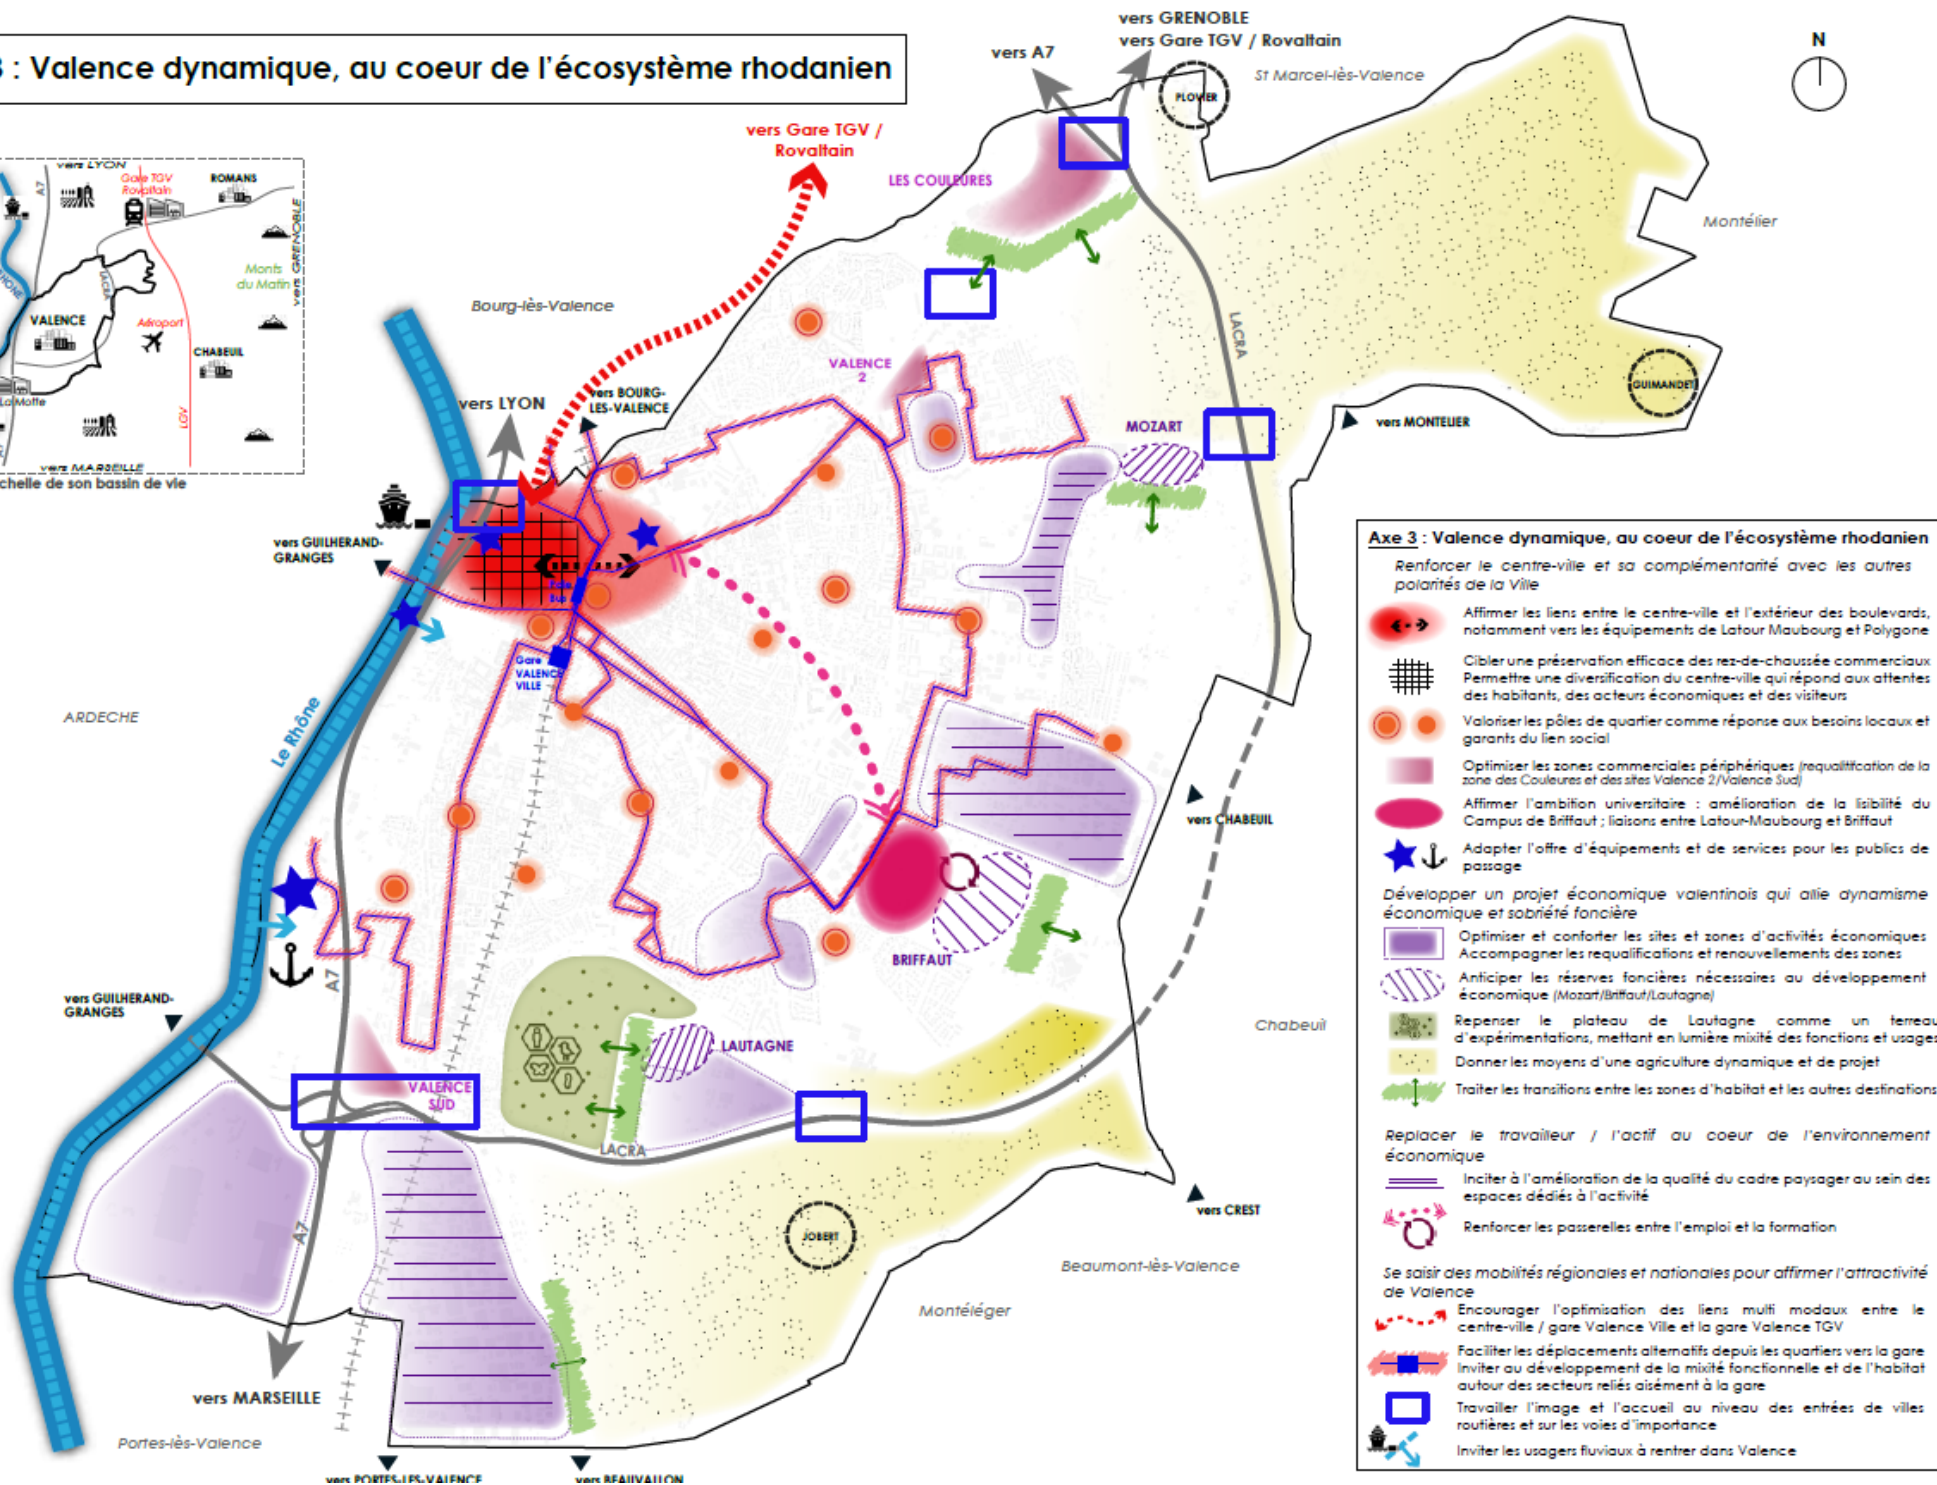 3 : Valence dynamique, au coeur de l'écosystème rhodanien
vers GRENOBLE
vers Gare TGV / Rovaltain
vers A7
St Marcel-lès-Valence
N
PLOVIER
vers Gare TGV /
Rovaltain
LES COULEURES
Montélier
vers LYON
A7
Gare TGV
Rovaltain
ROMANS
vers GRENOBLE
Monts
du Matin
LACRA
RHONE
VALENCE
Aéroport
CHABEUIL
La Motte
LGV
vers MARSEILLE
chelle de son bassin de vie
Bourg-lès-Valence
LACRA
VALENCE
2
GUIMANDET
vers LYON
vers BOURG-
LES-VALENCE
MOZART
vers MONTELIER
vers GUILHERAND-
GRANGES
Pole
Bus
Gare
VALENCE
VILLE
ARDECHE
Le Rhône
vers CHABEUIL
BRIFFAUT
A7
vers GUILHERAND-
GRANGES
Chabeuil
LAUTAGNE
VALENCE
SUD
LACRA
vers CREST
JOBERT
A7
Beaumont-lès-Valence
Montéléger
vers MARSEILLE
Portes-lès-Valence
vers PORTES-LES-VALENCE
vers BEAUVALLON
Axe 3 : Valence dynamique, au coeur de l'écosystème rhodanien
Renforcer le centre-ville et sa complémentarité avec les autres
polarités de la Ville
Affirmer les liens entre le centre-ville et l'extérieur des boulevards,
notamment vers les équipements de Latour Maubourg et Polygone
Cibler une préservation efficace des rez-de-chaussée commerciaux
Permettre une diversification du centre-ville qui répond aux attentes
des habitants, des acteurs économiques et des visiteurs
Valoriser les pôles de quartier comme réponse aux besoins locaux et
garants du lien social
Optimiser les zones commerciales périphériques (requalitification de la
zone des Couleures et des sites Valence 2/Valence Sud)
Affirmer l'ambition universitaire : amélioration de la lisibilité du
Campus de Briffaut ; liaisons entre Latour-Maubourg et Briffaut
Adapter l'offre d'équipements et de services pour les publics de
passage
Développer un projet économique valentinois qui allie dynamisme
économique et sobriété foncière
Optimiser et conforter les sites et zones d'activités économiques
Accompagner les requalifications et renouvellements des zones
Anticiper les réserves foncières nécessaires au développement
économique (Mozart/Briffaut/Lautagne)
Repenser le plateau de Lautagne comme un terreau
d'expérimentations, mettant en lumière mixité des fonctions et usages
Donner les moyens d'une agriculture dynamique et de projet
Traiter les transitions entre les zones d'habitat et les autres destinations
Replacer le travailleur / l'actif au coeur de l'environnement
économique
Inciter à l'amélioration de la qualité du cadre paysager au sein des
espaces dédiés à l'activité
Renforcer les passerelles entre l'emploi et la formation
Se saisir des mobilités régionales et nationales pour affirmer l'attractivité
de Valence
Encourager l'optimisation des liens multi modaux entre le
centre-ville / gare Valence Ville et la gare Valence TGV
Faciliter les déplacements alternatifs depuis les quartiers vers la gare
Inviter au développement de la mixité fonctionnelle et de l'habitat
autour des secteurs reliés aisément à la gare
Travailler l'image et l'accueil au niveau des entrées de villes
routières et sur les voies d'importance
Inviter les usagers fluviaux à rentrer dans Valence